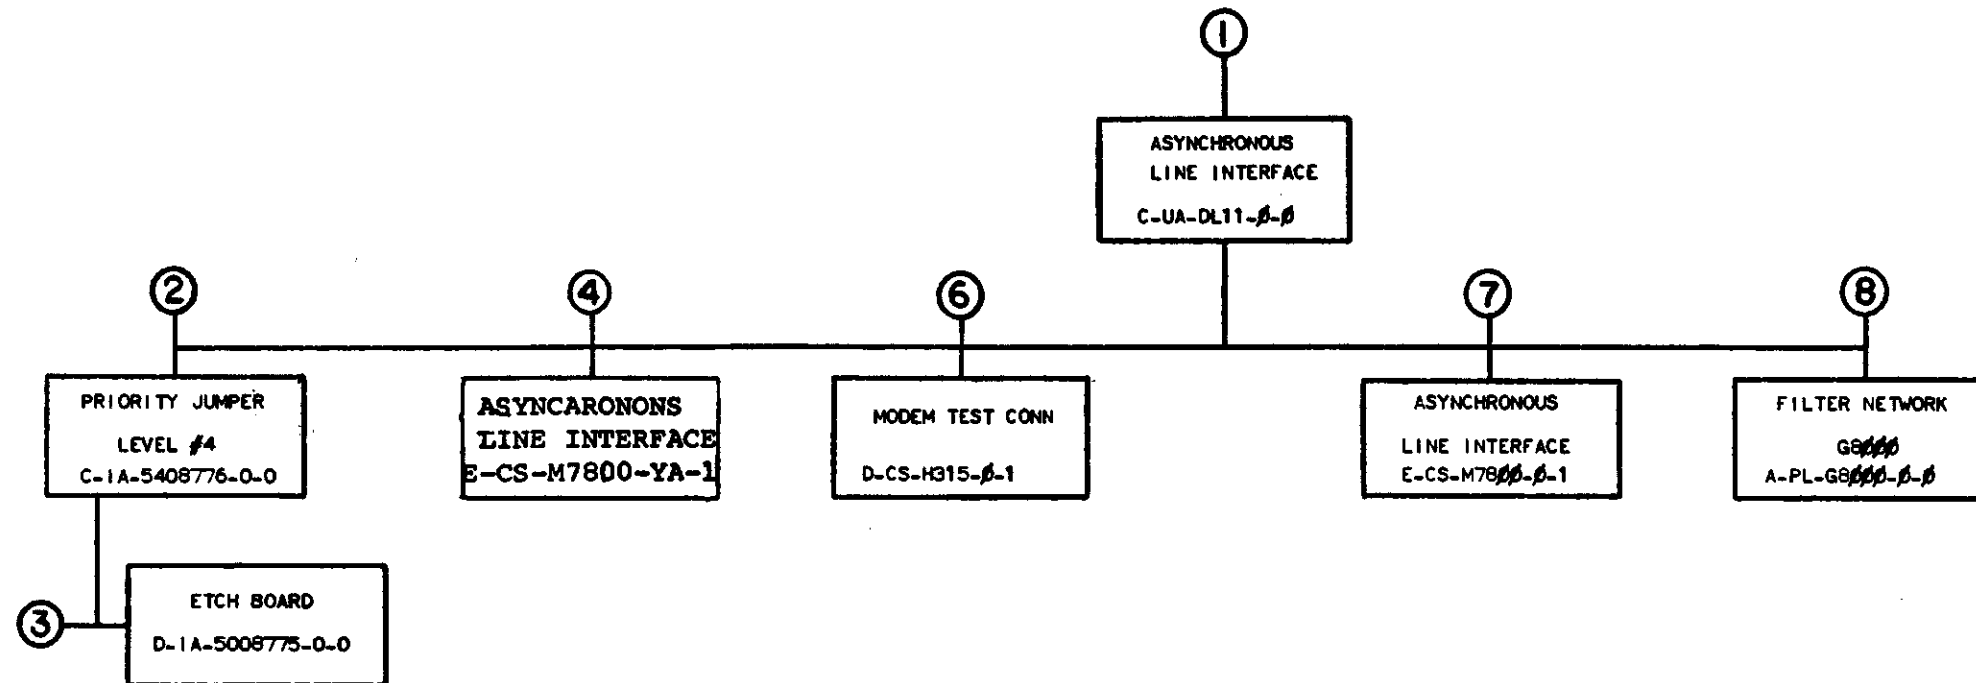 1
ASYNCHRONOUS
LINE INTERFACE
C-UA-DL11-Ø-Ø
2
4
6
7
8
PRIORITY JUMPER
LEVEL #4
C-IA-5408776-0-0
ASYNCARONONS
LINE INTERFACE
E-CS-M7800-YA-1
MODEM TEST CONN
D-CS-H315-Ø-1
ASYNCHRONOUS
LINE INTERFACE
E-CS-M78ØØ-Ø-1
FILTER NETWORK
G8ØØØ
A-PL-G8ØØØ-Ø-Ø
3
ETCH BOARD
D-IA-5008775-0-0